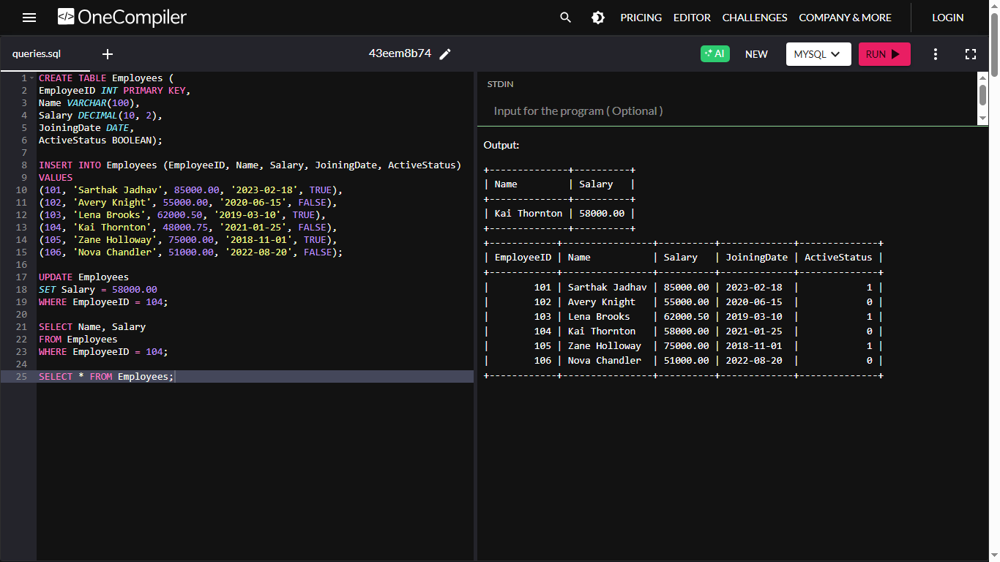 OneCompiler
PRICING EDITOR CHALLENGES COMPANY & MORE LOGIN
queries.sql + 43eem8b74 AI NEW MYSQL RUN
1 CREATE TABLE Employees (
2 EmployeeID INT PRIMARY KEY,
3 Name VARCHAR(100),
4 Salary DECIMAL(10, 2),
5 JoiningDate DATE,
6 ActiveStatus BOOLEAN);
7
8 INSERT INTO Employees (EmployeeID, Name, Salary, JoiningDate, ActiveStatus)
9 VALUES
10 (101, 'Sarthak Jadhav', 85000.00, '2023-02-18', TRUE),
11 (102, 'Avery Knight', 55000.00, '2020-06-15', FALSE),
12 (103, 'Lena Brooks', 62000.50, '2019-03-10', TRUE),
13 (104, 'Kai Thornton', 48000.75, '2021-01-25', FALSE),
14 (105, 'Zane Holloway', 75000.00, '2018-11-01', TRUE),
15 (106, 'Nova Chandler', 51000.00, '2022-08-20', FALSE);
16
17 UPDATE Employees
18 SET Salary = 58000.00
19 WHERE EmployeeID = 104;
20
21 SELECT Name, Salary
22 FROM Employees
23 WHERE EmployeeID = 104;
24
25 SELECT * FROM Employees;
STDIN
Input for the program ( Optional )
Output:
+--------------+----------+
| Name         | Salary   |
+--------------+----------+
| Kai Thornton | 58000.00 |
+--------------+----------+
+------------+----------------+----------+-------------+--------------+
| EmployeeID | Name           | Salary   | JoiningDate | ActiveStatus |
+------------+----------------+----------+-------------+--------------+
|        101 | Sarthak Jadhav | 85000.00 | 2023-02-18  |            1 |
|        102 | Avery Knight   | 55000.00 | 2020-06-15  |            0 |
|        103 | Lena Brooks    | 62000.50 | 2019-03-10  |            1 |
|        104 | Kai Thornton   | 58000.00 | 2021-01-25  |            0 |
|        105 | Zane Holloway  | 75000.00 | 2018-11-01  |            1 |
|        106 | Nova Chandler  | 51000.00 | 2022-08-20  |            0 |
+------------+----------------+----------+-------------+--------------+